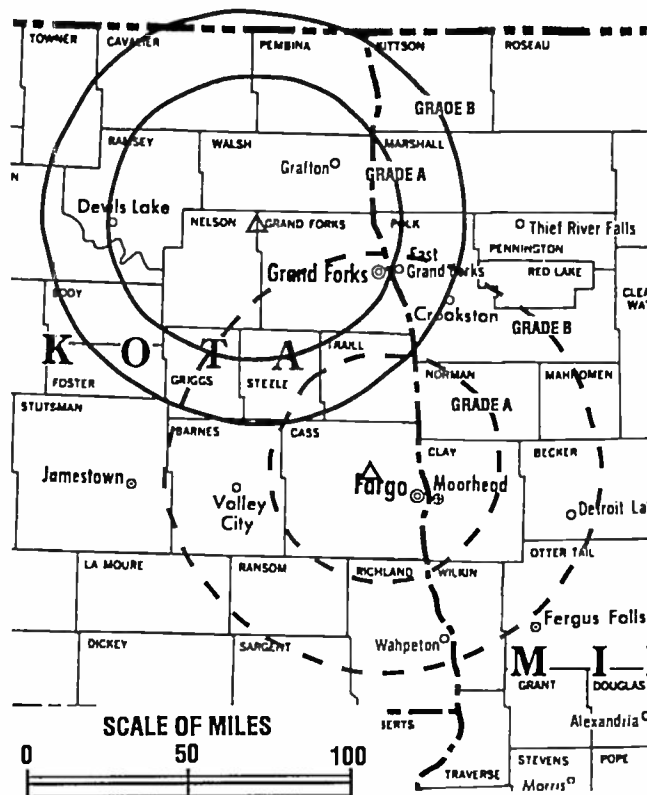 TOWNER CAVALIER PEMBINA KITTSON ROSEAU
GRADE B
RAMSEY WALSH MARSHALL
Grafton GRADE A
N
Devils Lake NELSON GRAND FORKS POLK Thief River Falls
PENNINGTON
Grand Forks East Grand Forks RED LAKE
EDDY Crookston CLEA
WAT
GRADE B
K O T A TRAILL
FOSTER GRIGGS STEELE NORMAN MAHNOMEN
STUTSMAN GRADE A
BARNES CASS CLAY BECKER
Jamestown Fargo Moorhead
Valley
City Detroit La
OTTER TAIL
LA MOURE RANSOM RICHLAND WILKIN
Fergus Falls
DICKEY SARGENT Wahpeton
M I
GRANT DOUGLAS
SCALE OF MILES BERTS Alexandria
0 50 100 STEVENS POPE
TRAVERSE Morris